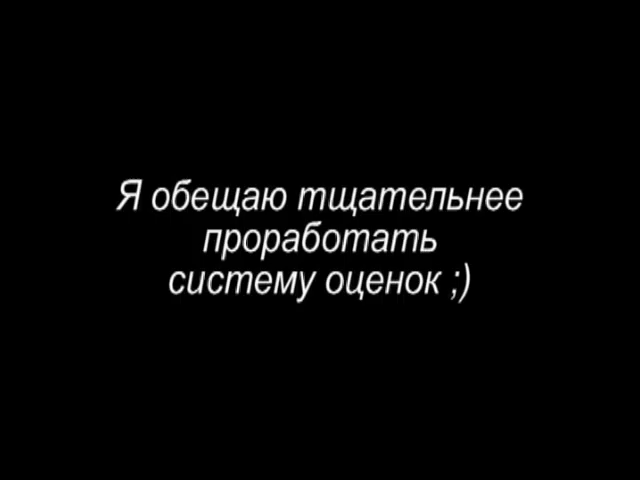 Я обещаю тщательнее
проработать
систему оценок ;)